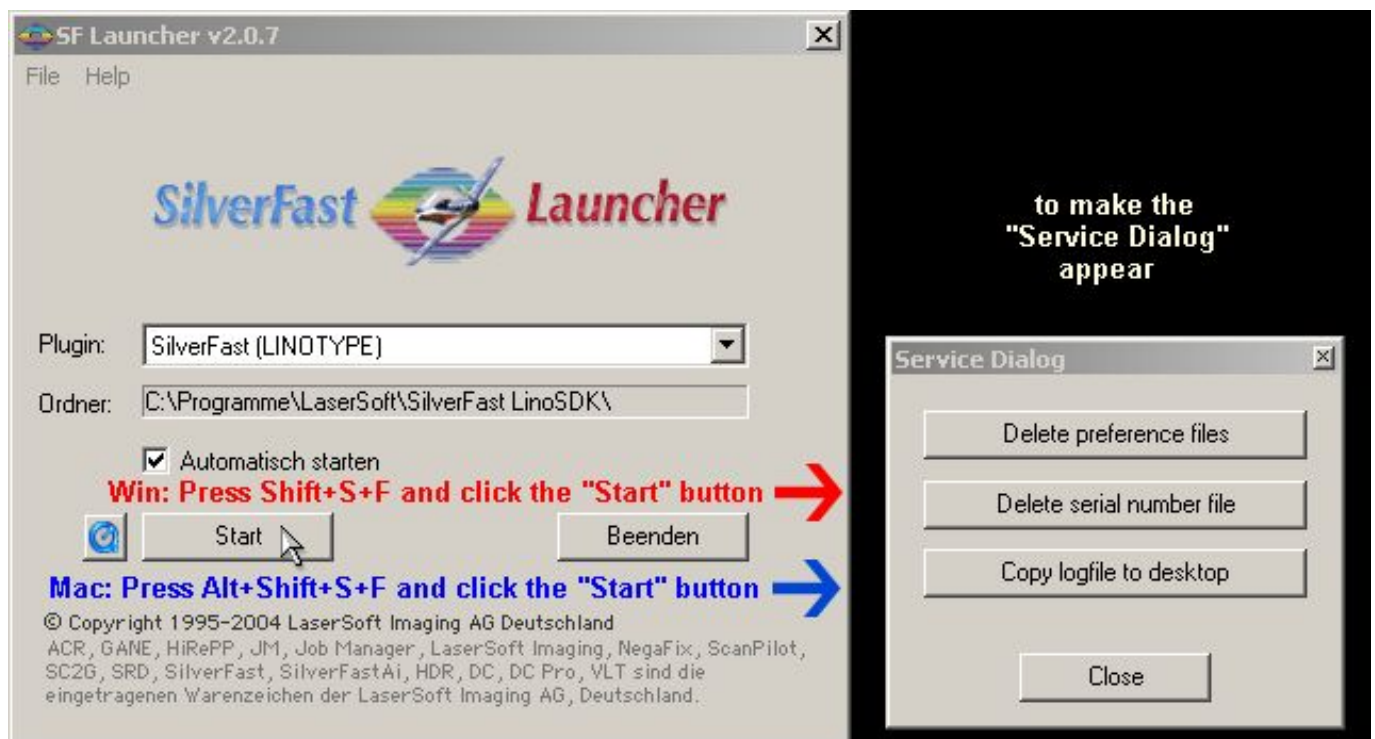 SF Launcher v2.0.7
File Help
SilverFast Launcher
Plugin: SilverFast (LINOTYPE)
Ordner: C:\Programme\LaserSoft\SilverFast LinoSDK\
Automatisch starten
Win: Press Shift+S+F and click the "Start" button
Start Beenden
Mac: Press Alt+Shift+S+F and click the "Start" button
© Copyright 1995-2004 LaserSoft Imaging AG Deutschland
ACR, GANE, HiRePP, JM, Job Manager, LaserSoft Imaging, NegaFix, ScanPilot,
SC2G, SRD, SilverFast, SilverFastAi, HDR, DC, DC Pro, VLT sind die
eingetragenen Warenzeichen der LaserSoft Imaging AG, Deutschland.
to make the
"Service Dialog"
appear
Service Dialog
Delete preference files
Delete serial number file
Copy logfile to desktop
Close